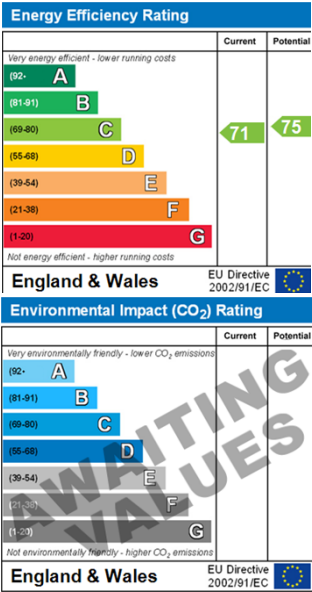 Energy Efficiency Rating
Current Potential
Very energy efficient - lower running costs
(92- A
(81-91) B
(69-80) C
71 75
(55-68) D
(39-54) E
(21-38) F
(1-20) G
Not energy efficient - higher running costs
England & Wales
EU Directive
2002/91/EC
Environmental Impact (CO2) Rating
Current Potential
Very environmentally friendly - lower CO2 emissions
(92- A
(81-91) B
(69-80) C
(55-68) D
(39-54) E
(21-38) F
(1-20) G
AWAITING
VALUES
Not environmentally friendly - higher CO2 emissions
England & Wales
EU Directive
2002/91/EC